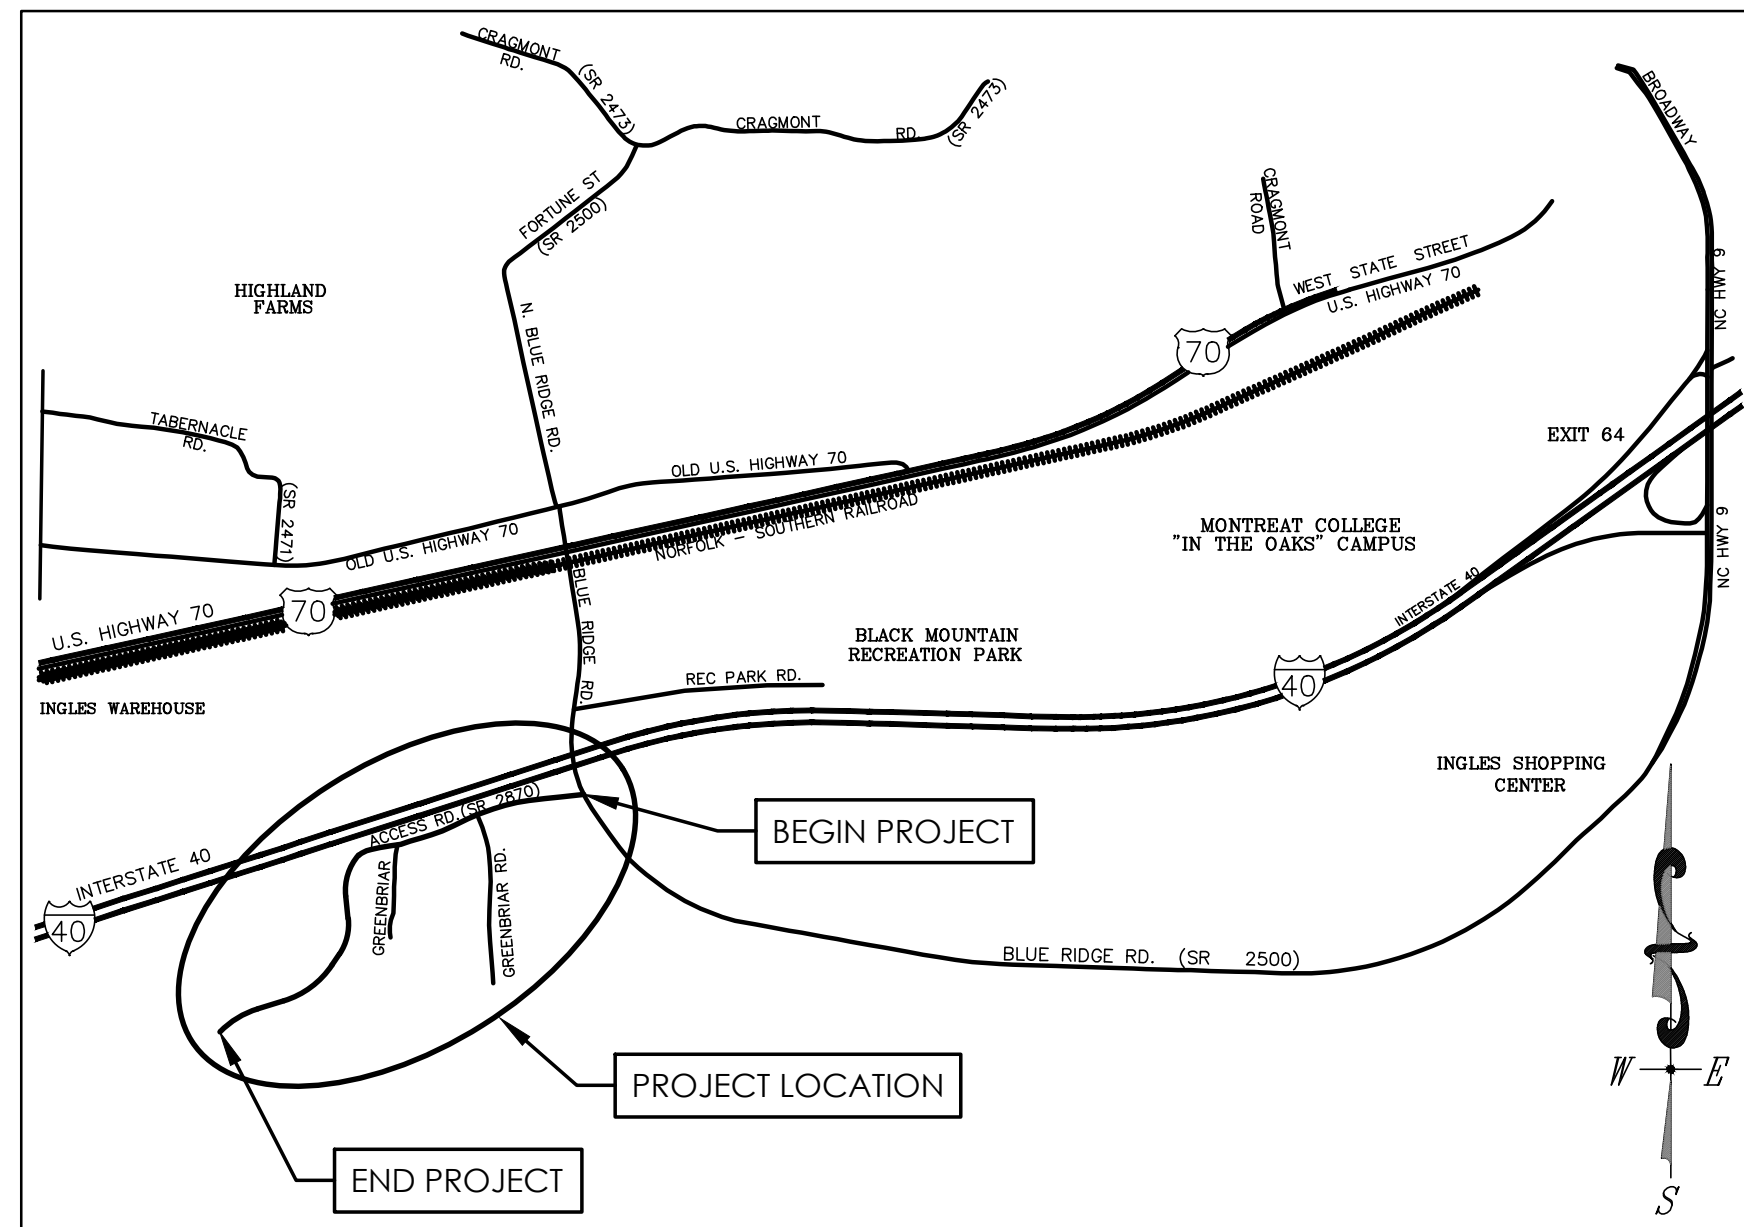 CRAGMONT
RD.
(SR 2473)
CRAGMONT RD.
(SR 2473)
BROADWAY
FORTUNE ST
(SR 2500)
CRAGMONT
ROAD
WEST STATE STREET
U.S. HIGHWAY 70
NC HWY 9
HIGHLAND
FARMS
N. BLUE RIDGE RD.
70
TABERNACLE
RD.
(SR 2471)
EXIT 64
OLD U.S. HIGHWAY 70
OLD U.S. HIGHWAY 70
NORFOLK - SOUTHERN RAILROAD
MONTREAT COLLEGE
"IN THE OAKS" CAMPUS
NC HWY 9
U.S. HIGHWAY 70
70
BLUE RIDGE RD.
INTERSTATE 40
BLACK MOUNTAIN
RECREATION PARK
REC PARK RD.
40
INGLES WAREHOUSE
INGLES SHOPPING
CENTER
ACCESS RD.(SR 2870)
BEGIN PROJECT
INTERSTATE 40
40
GREENBRIAR
GREENBRIAR RD.
BLUE RIDGE RD. (SR 2500)
PROJECT LOCATION
W E
END PROJECT
S